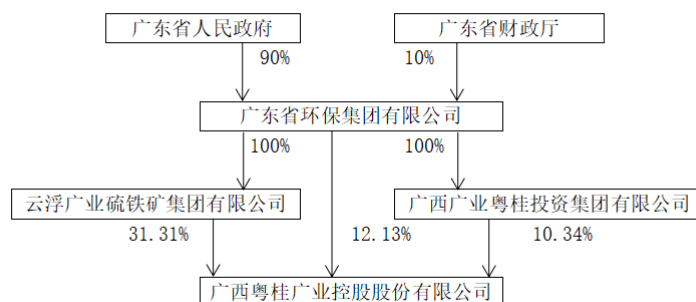 广东省人民政府
广东省财政厅
90%
10%
广东省环保集团有限公司
100%
100%
云浮广业硫铁矿集团有限公司
广西广业粤桂投资集团有限公司
31.31%
12.13%
10.34%
广西粤桂广业控股股份有限公司